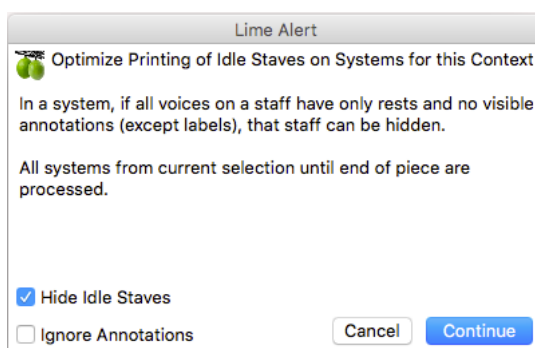 Lime Alert
Optimize Printing of Idle Staves on Systems for this Context
In a system, if all voices on a staff have only rests and no visible
annotations (except labels), that staff can be hidden.
All systems from current selection until end of piece are
processed.
Hide Idle Staves
Ignore Annotations
Cancel
Continue